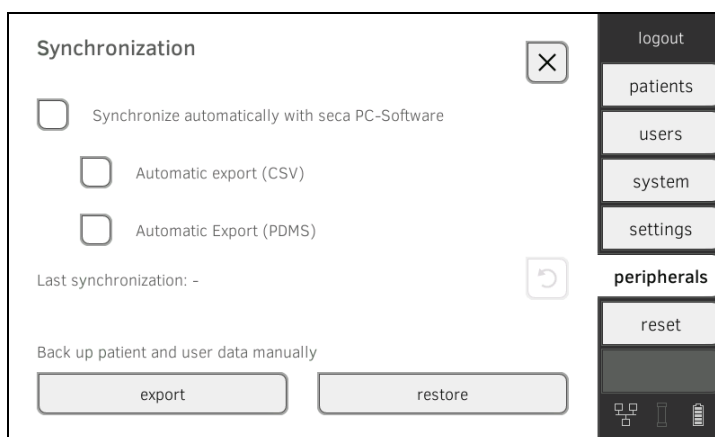 Synchronization
Synchronize automatically with seca PC-Software
Automatic export (CSV)
Automatic Export (PDMS)
Last synchronization: -
Back up patient and user data manually
export
restore
logout
patients
users
system
settings
peripherals
reset